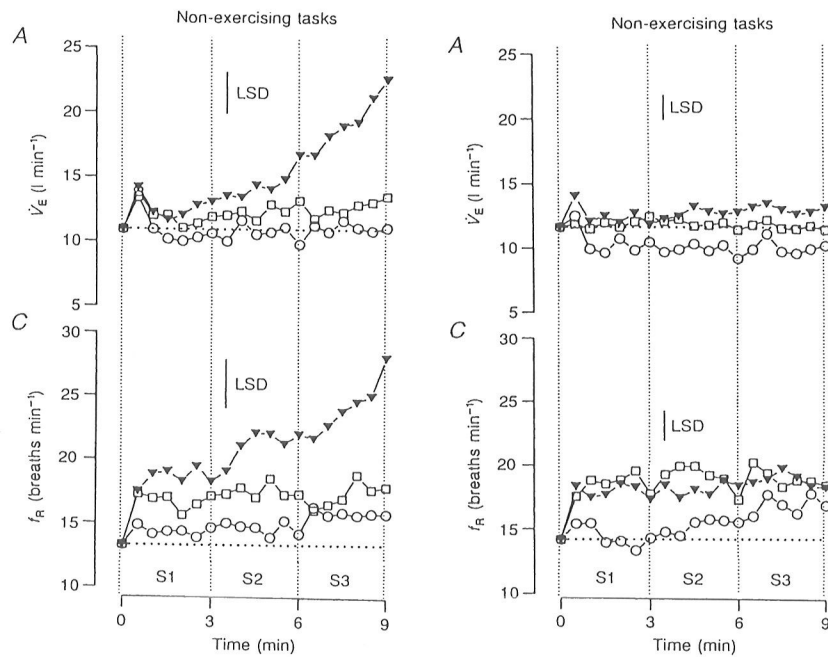 Non-exercising tasks
A
25
20
15
10
5
V̇E (l min⁻¹)
LSD
C
30
25
20
15
10
fR (breaths min⁻¹)
LSD
S1 S2 S3
0 3 6 9
Time (min)
Non-exercising tasks
A
25
20
15
10
5
V̇E (l min⁻¹)
LSD
C
30
25
20
15
10
fR (breaths min⁻¹)
LSD
S1 S2 S3
0 3 6 9
Time (min)